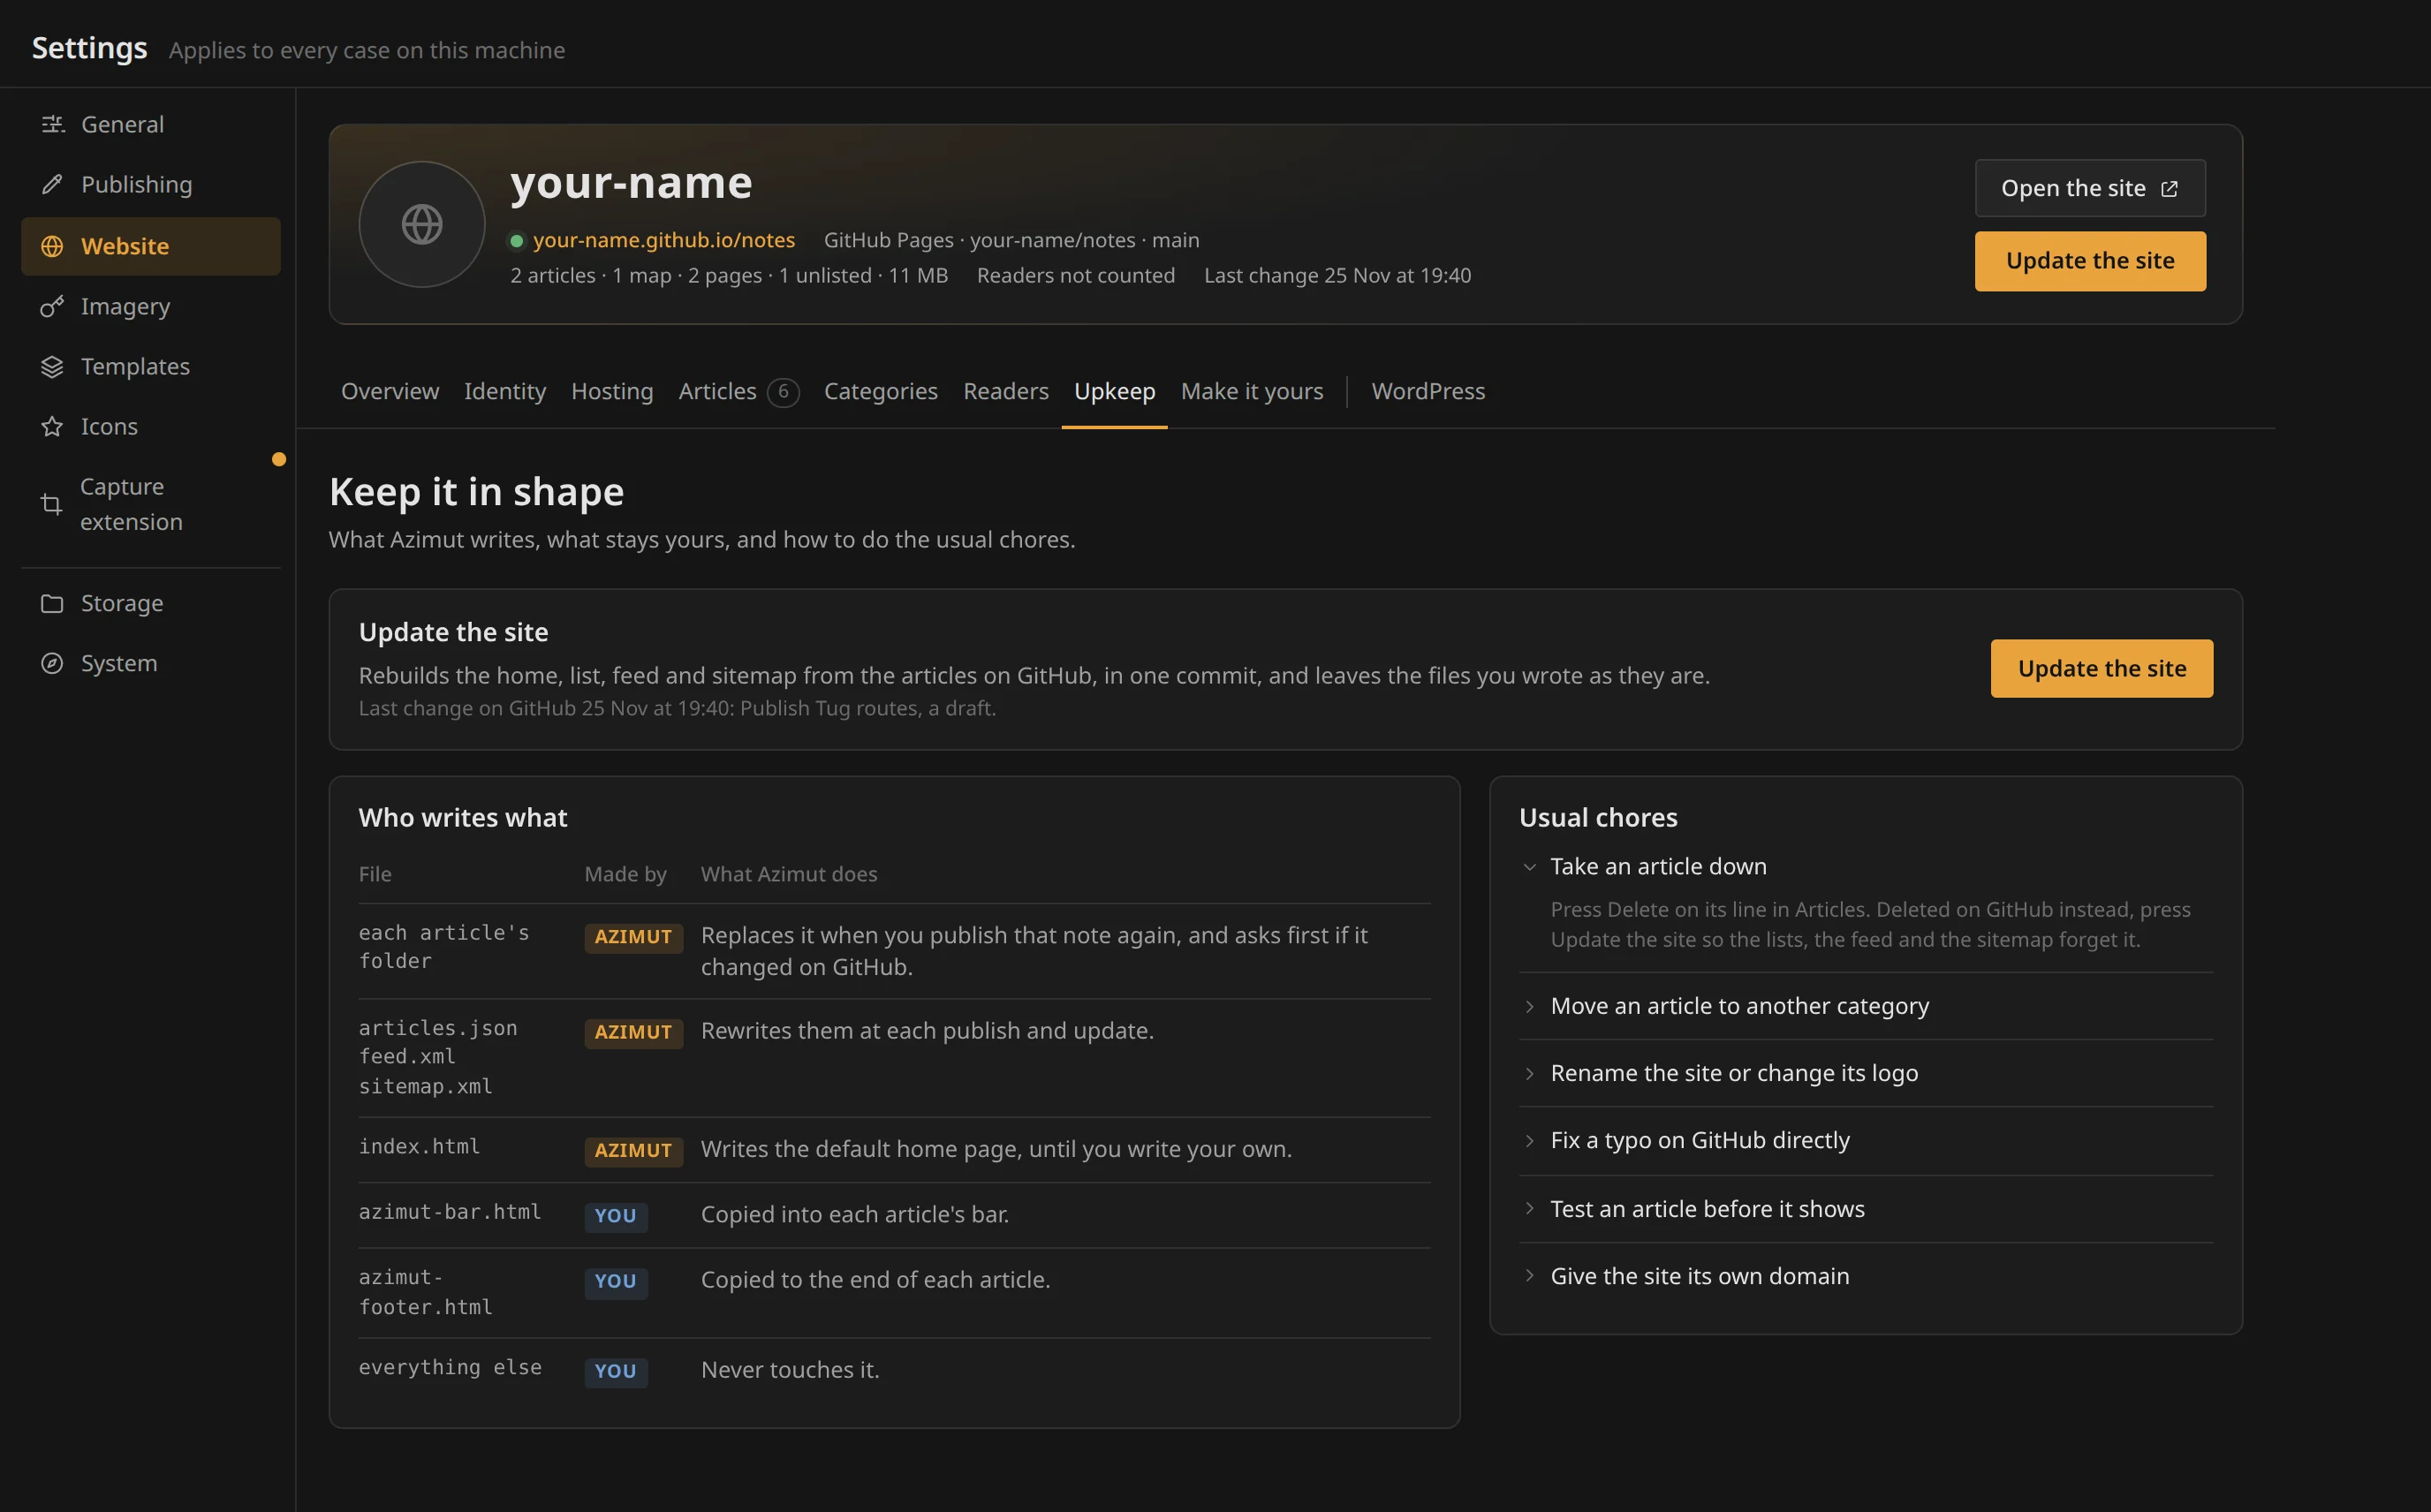 Settings Applies to every case on this machine
General
Publishing
Website
Imagery
Templates
Icons
Capture
extension
Storage
System
your-name
your-name.github.io/notes GitHub Pages · your-name/notes · main
2 articles · 1 map · 2 pages · 1 unlisted · 11 MB Readers not counted Last change 25 Nov at 19:40
Open the site
Update the site
Overview Identity Hosting Articles 6 Categories Readers Upkeep Make it yours WordPress
Keep it in shape
What Azimut writes, what stays yours, and how to do the usual chores.
Update the site
Rebuilds the home, list, feed and sitemap from the articles on GitHub, in one commit, and leaves the files you wrote as they are.
Last change on GitHub 25 Nov at 19:40: Publish Tug routes, a draft.
Update the site
Who writes what
File Made by What Azimut does
each article's
folder
AZIMUT
Replaces it when you publish that note again, and asks first if it
changed on GitHub.
articles.json
feed.xml
sitemap.xml
AZIMUT
Rewrites them at each publish and update.
index.html AZIMUT Writes the default home page, until you write your own.
azimut-bar.html YOU Copied into each article's bar.
azimut-
footer.html
YOU
Copied to the end of each article.
everything else YOU Never touches it.
Usual chores
Take an article down
Press Delete on its line in Articles. Deleted on GitHub instead, press
Update the site so the lists, the feed and the sitemap forget it.
Move an article to another category
Rename the site or change its logo
Fix a typo on GitHub directly
Test an article before it shows
Give the site its own domain